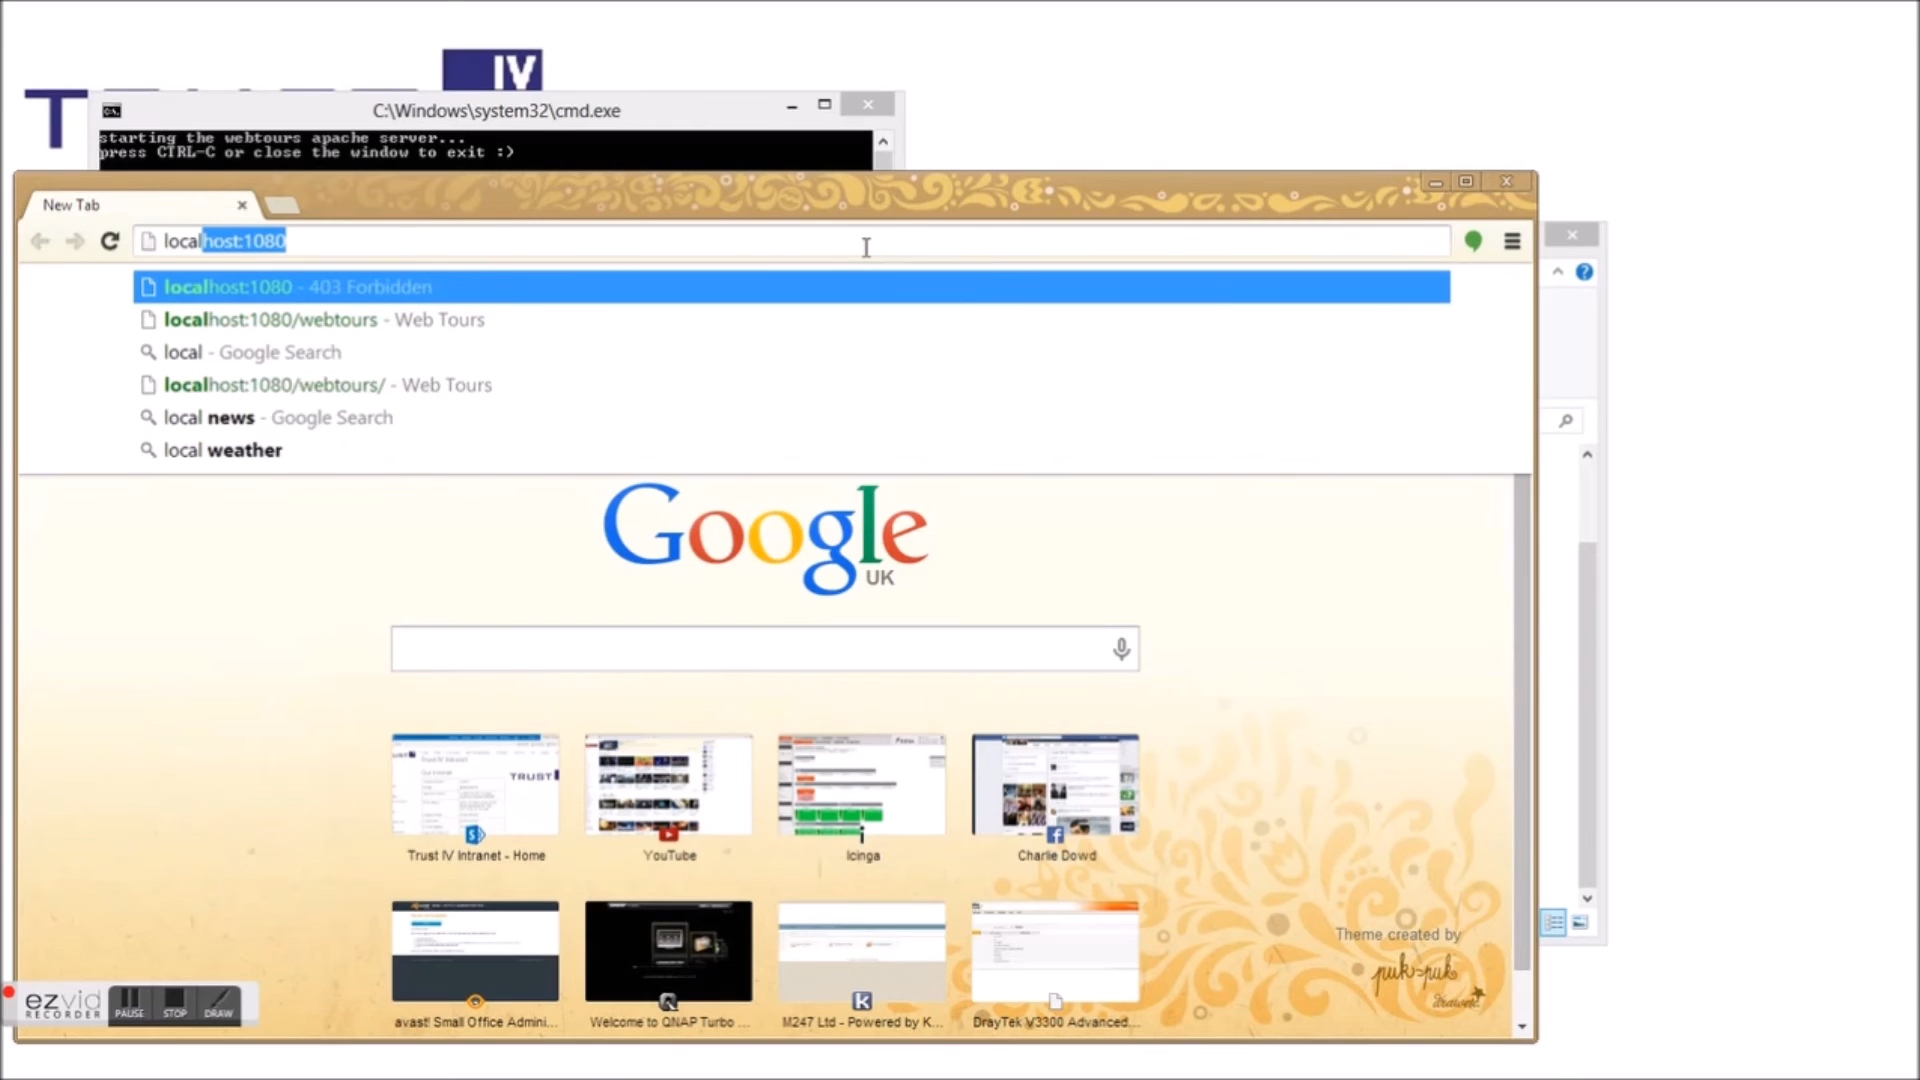 IV
C:\Windows\system32\cmd.exe
starting the webtours apache server...
press CTRL-C or close the window to exit :)
New Tab
localhost:1080
localhost:1080 - 403 Forbidden
localhost:1080/webtours - Web Tours
local - Google Search
localhost:1080/webtours/ - Web Tours
local news - Google Search
local weather
Google
UK
TRUST
Trust IV Intranet - Home
YouTube
Icinga
Charlie Dowd
Theme created by
puk-puk
ezvid
RECORDER
PAUSE
STOP
DRAW
avast! Small Office Admini...
Welcome to QNAP Turbo ...
M247 Ltd - Powered by K...
DrayTek V3300 Advanced...